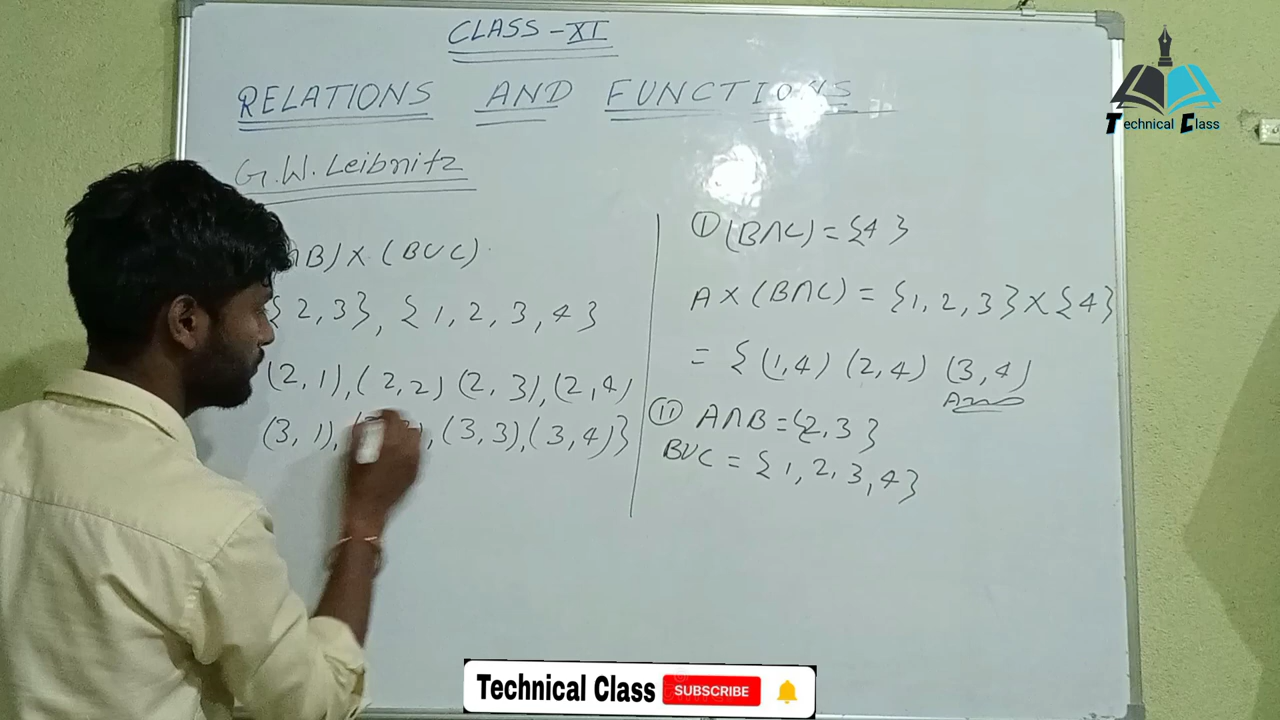 CLASS-XI
RELATIONS AND FUNCTIONS
G.W.Leibnitz
∩B) X (BUC)
{ 2, 3}, { 1, 2, 3, 4 }
(2, 1), ( 2, 2) (2, 3), (2, 4)
(3, 1), , (3, 3), (3, 4)}
I (B∩C) = {4 }
A X (B∩C) = {1, 2, 3} X {4}
= { (1,4) (2,4) (3,4)
Ans
II A∩B = {2, 3 }
BUC = { 1, 2, 3, 4 }
Technical Class
Technical Class SUBSCRIBE